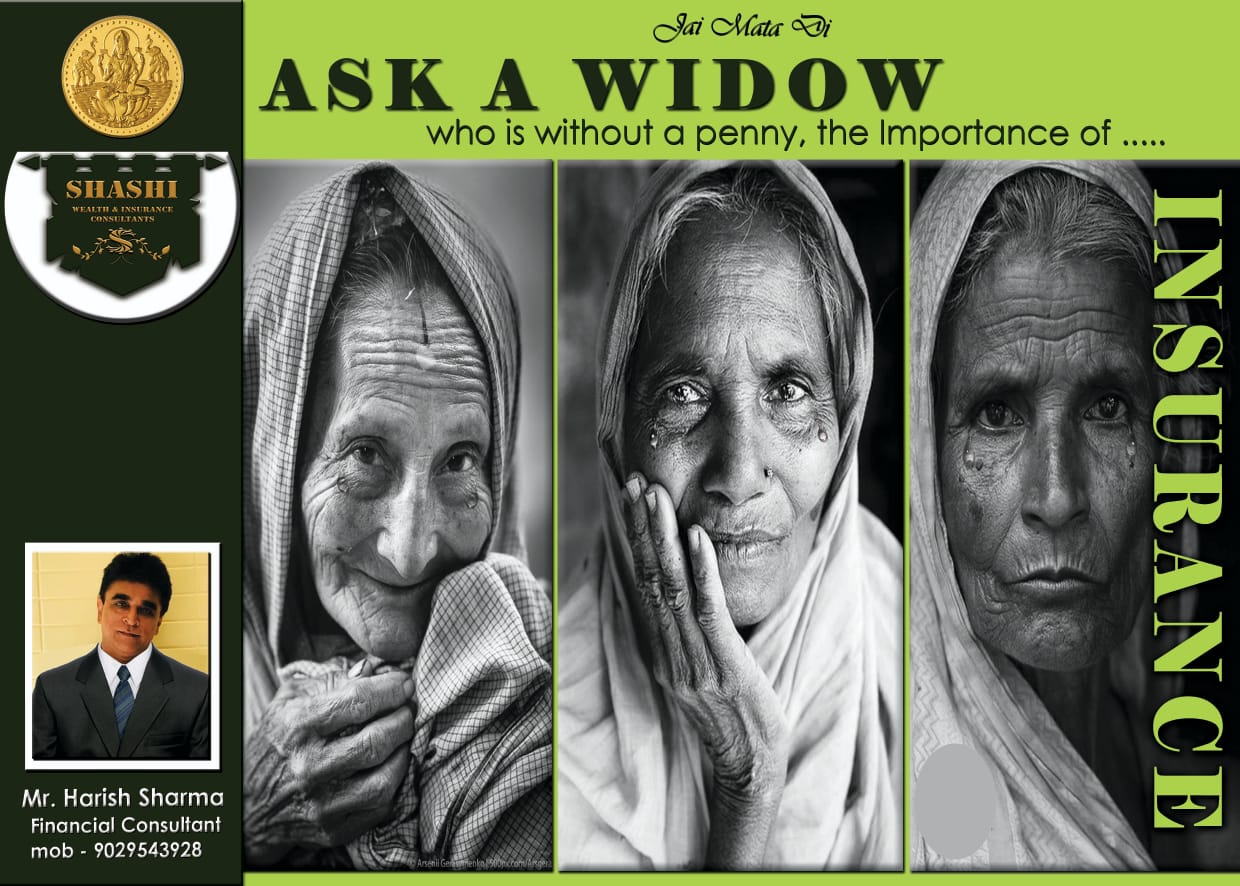 Jai Mata Di
ASK A WIDOW
who is without a penny, the Importance of .....
INSURANCE
SHASHI
WEALTH & INSURANCE
CONSULTANTS
Mr. Harish Sharma
Financial Consultant
mob - 9029543928